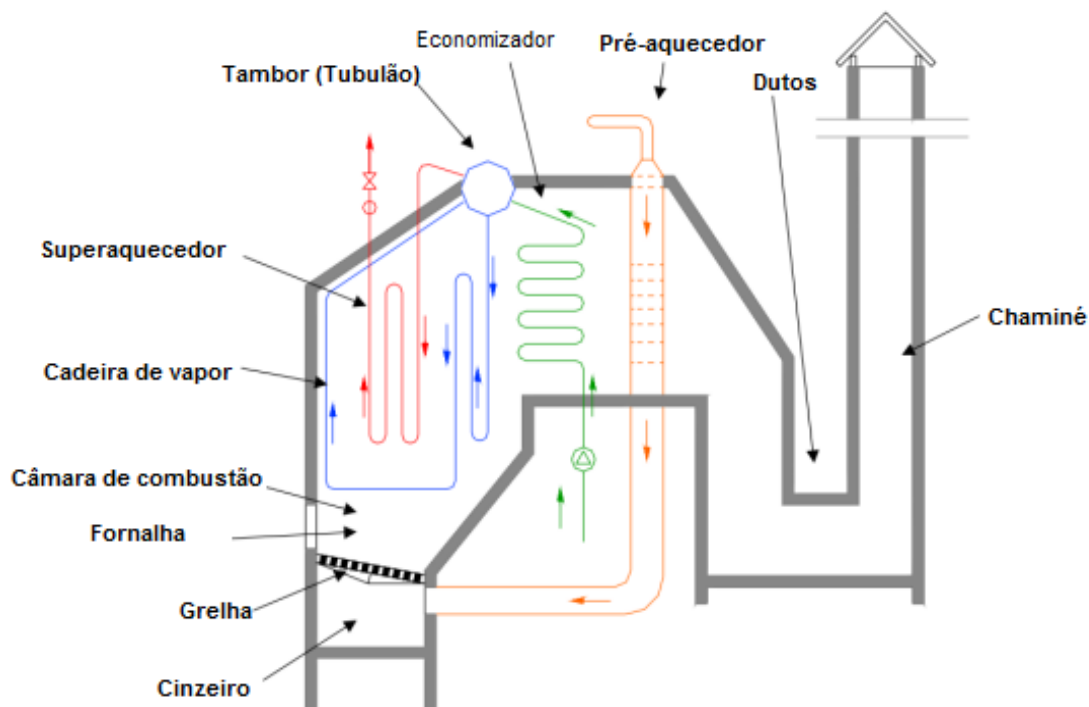 Economizador
Pré-aquecedor
Tambor (Tubulão)
Dutos
Superaquecedor
Chaminé
Cadeira de vapor
Câmara de combustão
Fornalha
Grelha
Cinzeiro